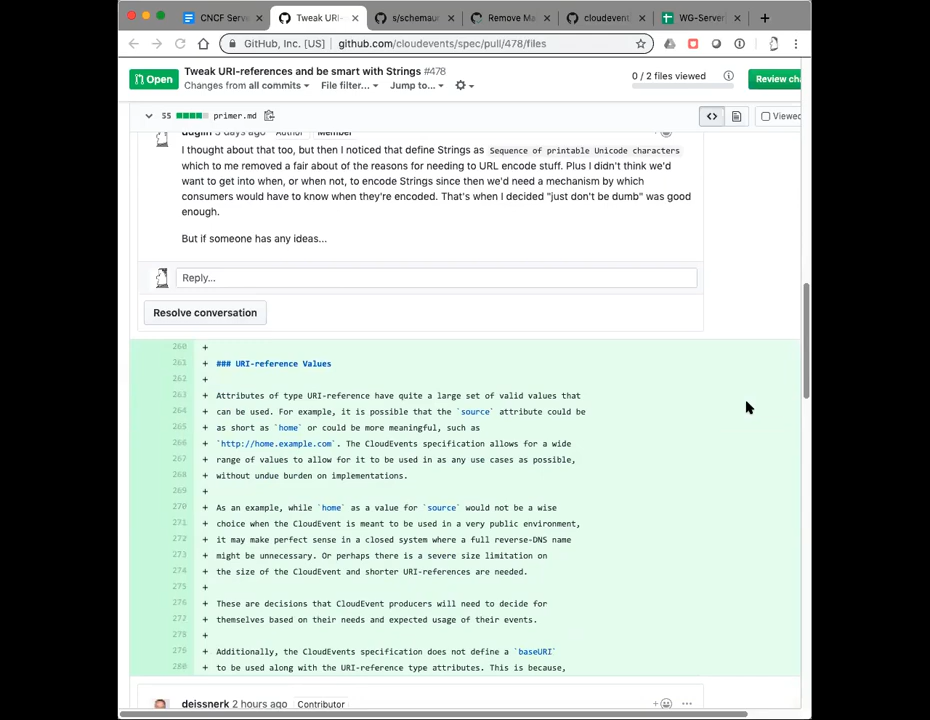 CNCF Serve
Tweak URI-
s/schemaur
Remove Ma
cloudevent
WG-Server
GitHub, Inc. [US] | github.com/cloudevents/spec/pull/478/files
Open
Tweak URI-references and be smart with Strings #478
Changes from all commits
File filter...
Jump to...
0 / 2 files viewed
Review cha
55
primer.md
Viewed
duglin 3 days ago Author Member
I thought about that too, but then I noticed that define Strings as Sequence of printable Unicode characters
which to me removed a fair about of the reasons for needing to URL encode stuff. Plus I didn't think we'd
want to get into when, or when not, to encode Strings since then we'd need a mechanism by which
consumers would have to know when they're encoded. That's when I decided "just don't be dumb" was good
enough.
But if someone has any ideas...
Reply...
Resolve conversation
260 +
261 + ### URI-reference Values
262 +
263 + Attributes of type URI-reference have quite a large set of valid values that
264 + can be used. For example, it is possible that the `source` attribute could be
265 + as short as `home` or could be more meaningful, such as
266 + `http://home.example.com`. The CloudEvents specification allows for a wide
267 + range of values to allow for it to be used in as any use cases as possible,
268 + without undue burden on implementations.
269 +
270 + As an example, while `home` as a value for `source` would not be a wise
271 + choice when the CloudEvent is meant to be used in a very public environment,
272 + it may make perfect sense in a closed system where a full reverse-DNS name
273 + might be unnecessary. Or perhaps there is a severe size limitation on
274 + the size of the CloudEvent and shorter URI-references are needed.
275 +
276 + These are decisions that CloudEvent producers will need to decide for
277 + themselves based on their needs and expected usage of their events.
278 +
279 + Additionally, the CloudEvents specification does not define a `baseURI`
280 + to be used along with the URI-reference type attributes. This is because,
deissnerk 2 hours ago Contributor